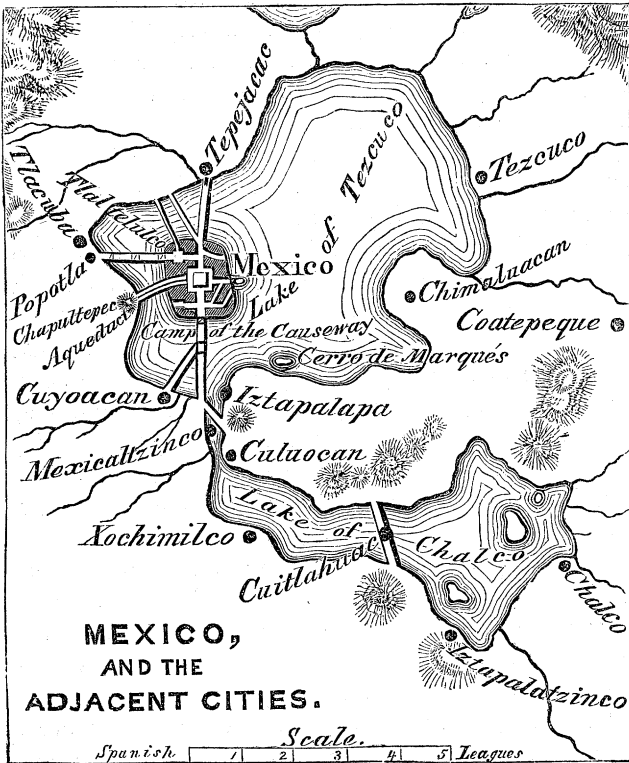 Tepejacac
Tlacuba
Tlaltelulco
Lake of Tezcuco
Tezcuco
Mexico
Popotla
Chapultepec
Aqueduct
Chimaluacan
Coatepeque
Camp of the Causeway
Cerro de Marqués
Cuyoacan
Iztapalapa
Mexicaltzinco
Culuocan
Xochimilco
Lake of Chalco
Cuitlahuac
Chalco
Iztapalatzinco
MEXICO,
AND THE
ADJACENT CITIES.
Scale.
Spanish 1 2 3 4 5 Leagues